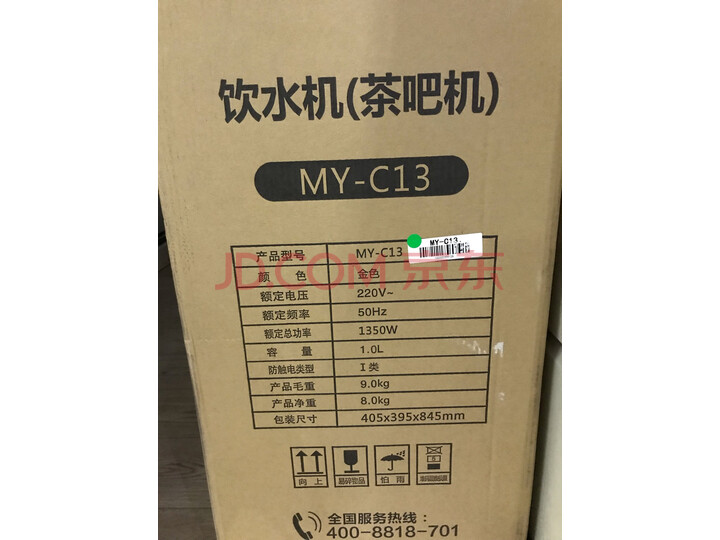 饮水机(茶吧机)
MY-C13
产品型号 MY-C13
MY-C13
颜 色 金色
JD.COM 京东
额定电压 220V~
额定频率 50Hz
额定总功率 1350W
容 量 1.0L
防触电类型 I类
产品毛重 9.0kg
产品净重 8.0kg
包装尺寸 405x395x845mm
向上 易碎物品 怕雨
全国服务热线：
400-8818-701